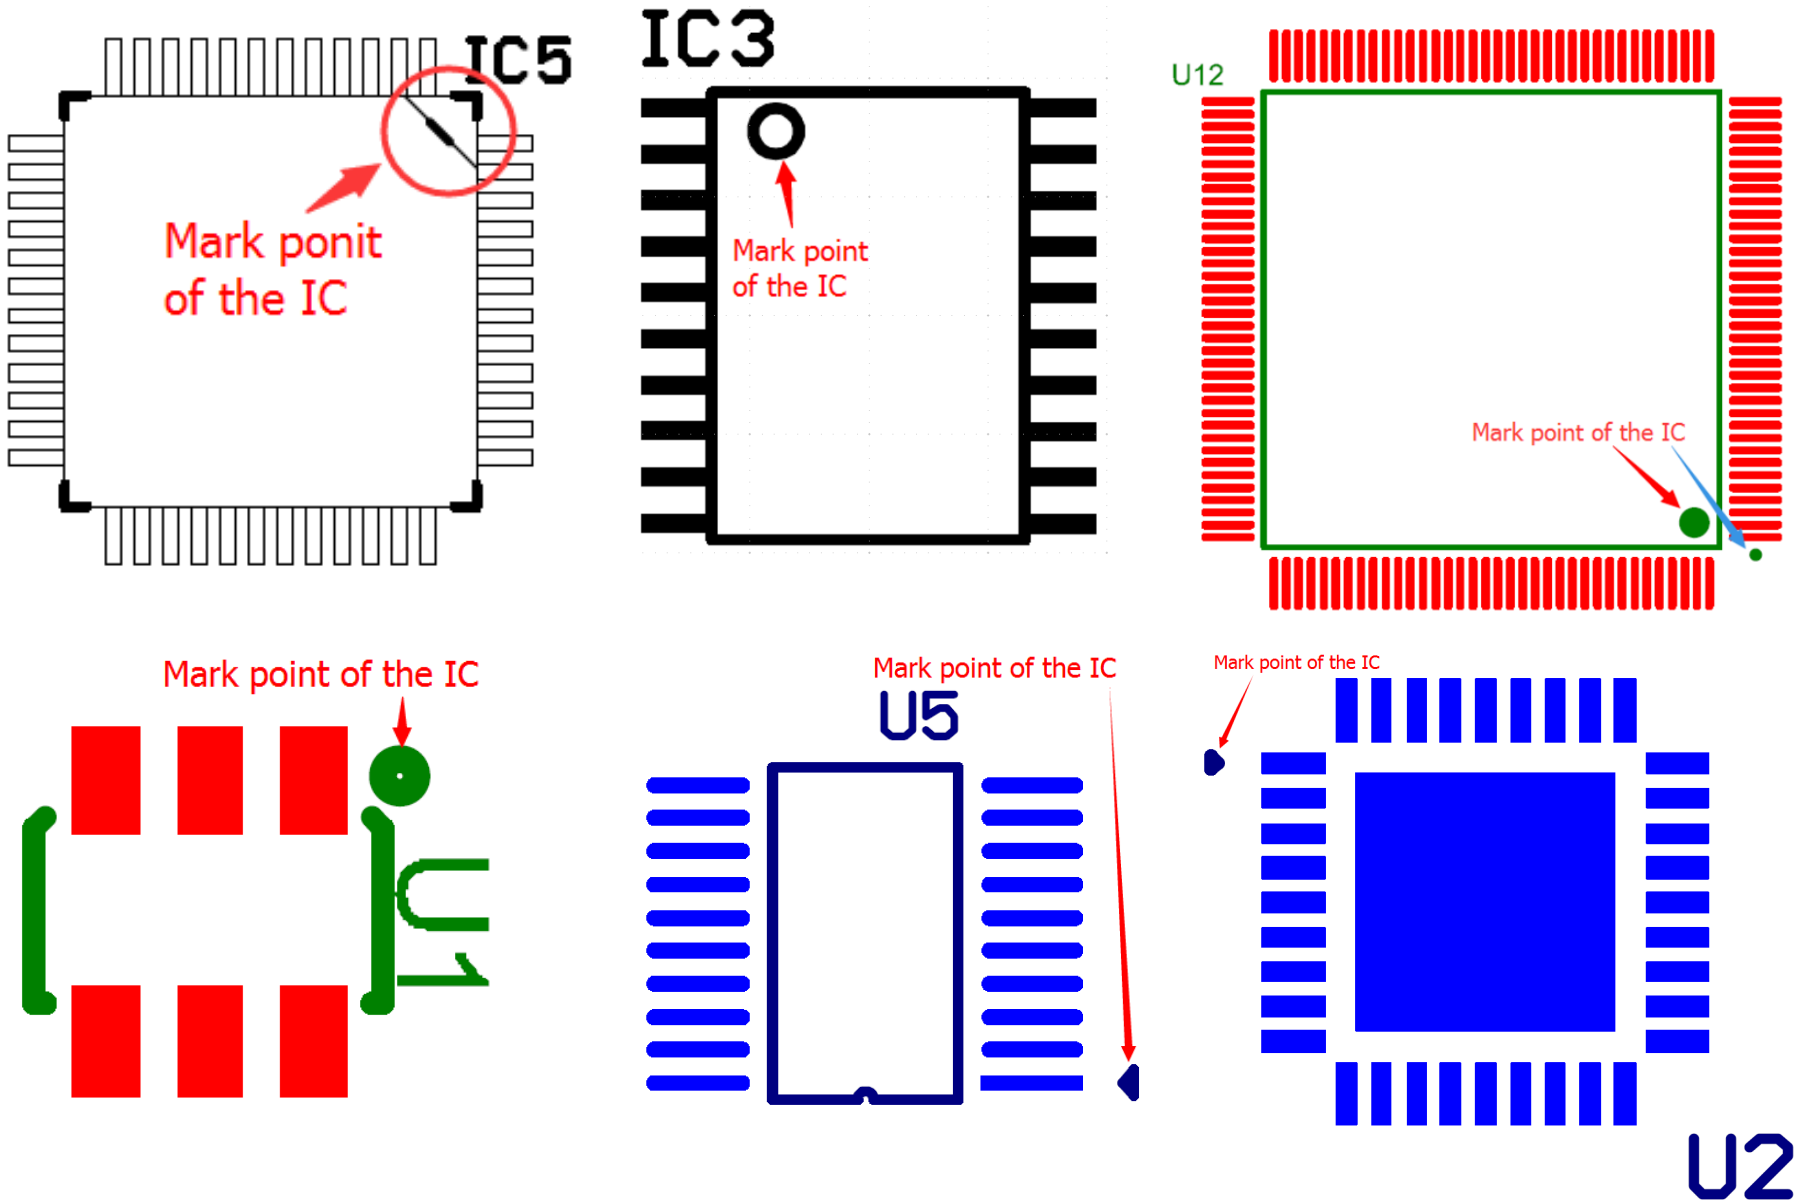 IC5
Mark ponit
of the IC
IC3
Mark point
of the IC
U12
Mark point of the IC
Mark point of the IC
U1
Mark point of the IC
U5
Mark point of the IC
U2